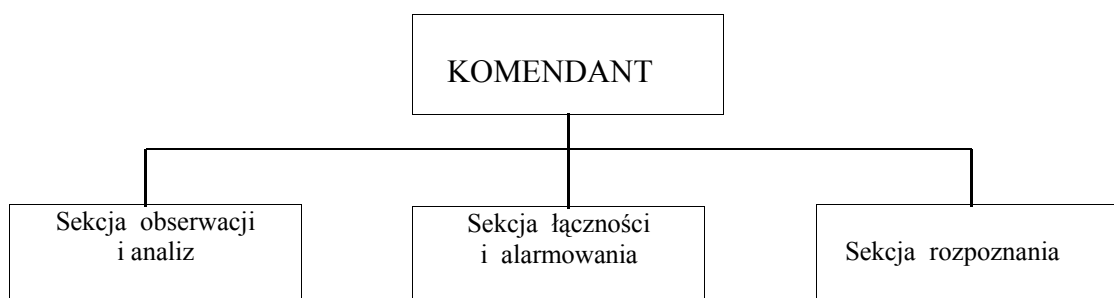 KOMENDANT
Sekcja obserwacji
i analiz
Sekcja łączności
i alarmowania
Sekcja rozpoznania